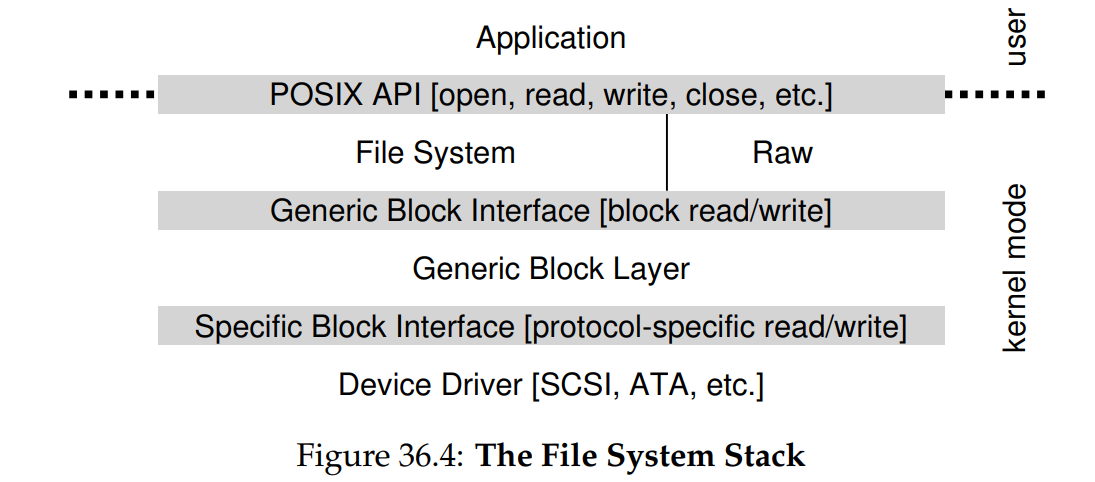 Application
user
POSIX API [open, read, write, close, etc.]
File System
Raw
Generic Block Interface [block read/write]
Generic Block Layer
kernel mode
Specific Block Interface [protocol-specific read/write]
Device Driver [SCSI, ATA, etc.]
Figure 36.4: The File System Stack